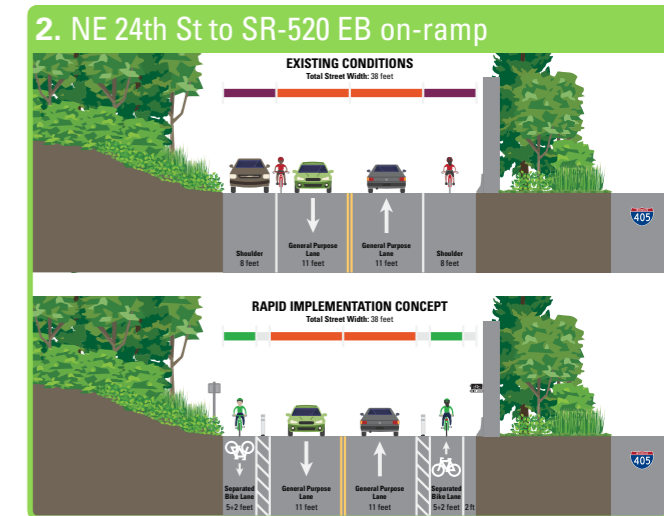 2. NE 24th St to SR-520 EB on-ramp
EXISTING CONDITIONS
Total Street Width: 38 feet
Shoulder
8 feet
General Purpose
Lane
11 feet
General Purpose
Lane
11 feet
Shoulder
8 feet
405
RAPID IMPLEMENTATION CONCEPT
Total Street Width: 38 feet
Separated
Bike Lane
5+2 feet
General Purpose
Lane
11 feet
General Purpose
Lane
11 feet
Separated
Bike Lane
5+2 feet
2 ft
405